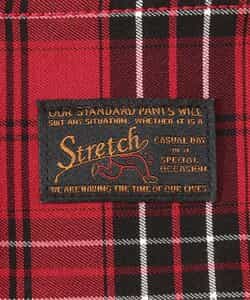 OUR STANDARD PANTS WILL
SUIT ANY SITUATION, WHETHER IT IS A
Stretch
CASUAL DAY
OR A
SPECIAL
OCCASION
WE ARE HAVING THE TIME OF OUR LIVES